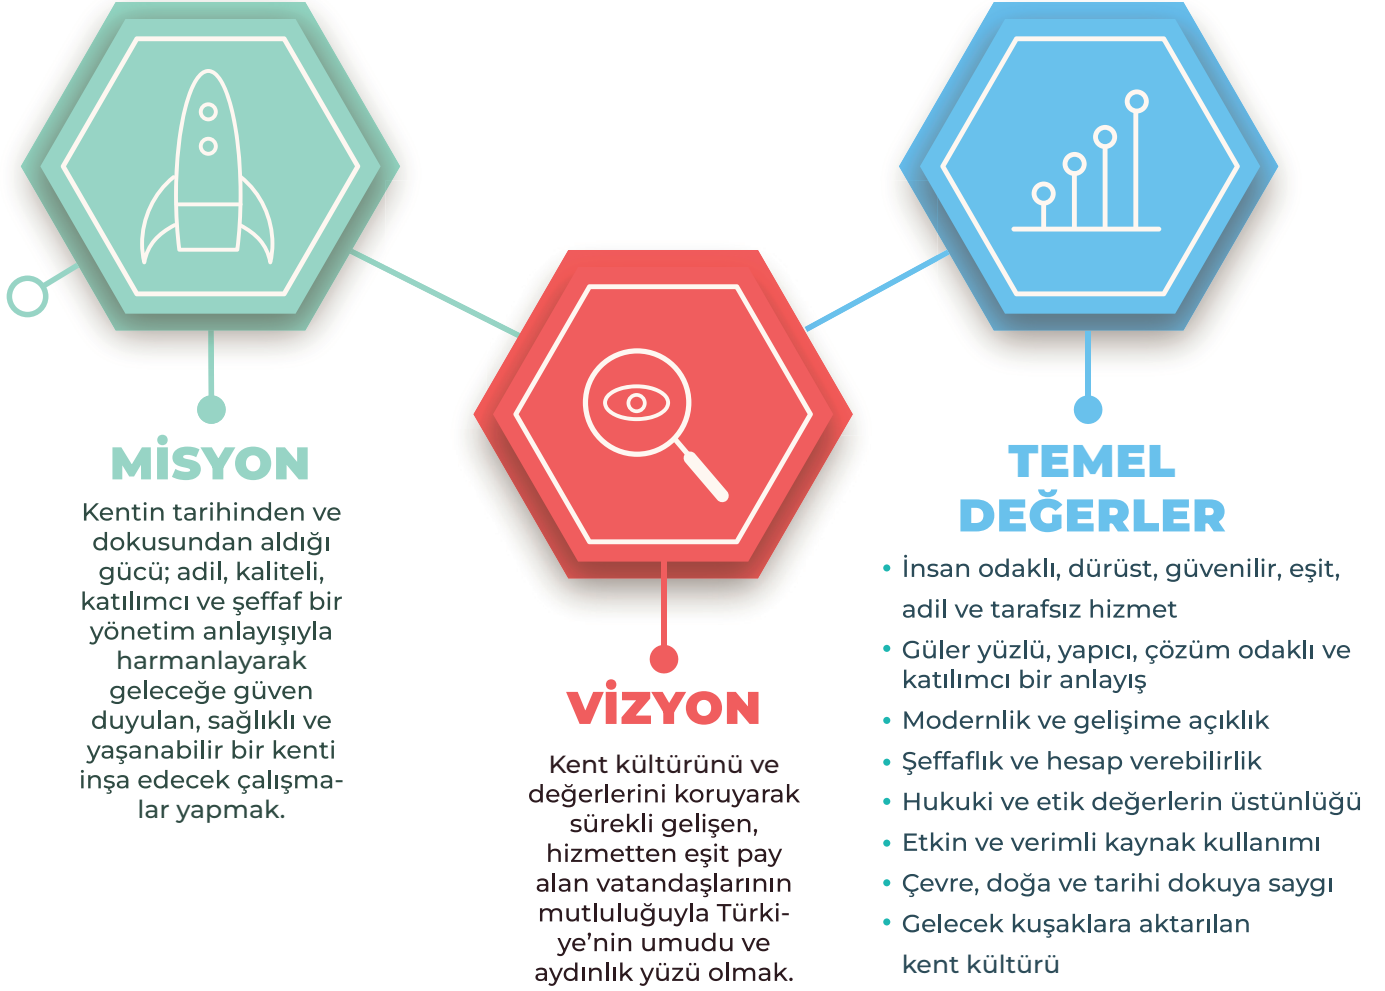 MİSYON
Kentin tarihinden ve
dokusundan aldığı
gücü; adil, kaliteli,
katılımcı ve şeffaf bir
yönetim anlayışıyla
harmanlayarak
geleceğe güven
duyulan, sağlıklı ve
yaşanabilir bir kenti
inşa edecek çalışma-
lar yapmak.
VİZYON
Kent kültürünü ve
değerlerini koruyarak
sürekli gelişen,
hizmetten eşit pay
alan vatandaşlarının
mutluluğuyla Türki-
ye’nin umudu ve
aydınlık yüzü olmak.
TEMEL
DEĞERLER
• İnsan odaklı, dürüst, güvenilir, eşit,
adil ve tarafsız hizmet
• Güler yüzlü, yapıcı, çözüm odaklı ve
katılımcı bir anlayış
• Modernlik ve gelişime açıklık
• Şeffaflık ve hesap verebilirlik
• Hukuki ve etik değerlerin üstünlüğü
• Etkin ve verimli kaynak kullanımı
• Çevre, doğa ve tarihi dokuya saygı
• Gelecek kuşaklara aktarılan
kent kültürü